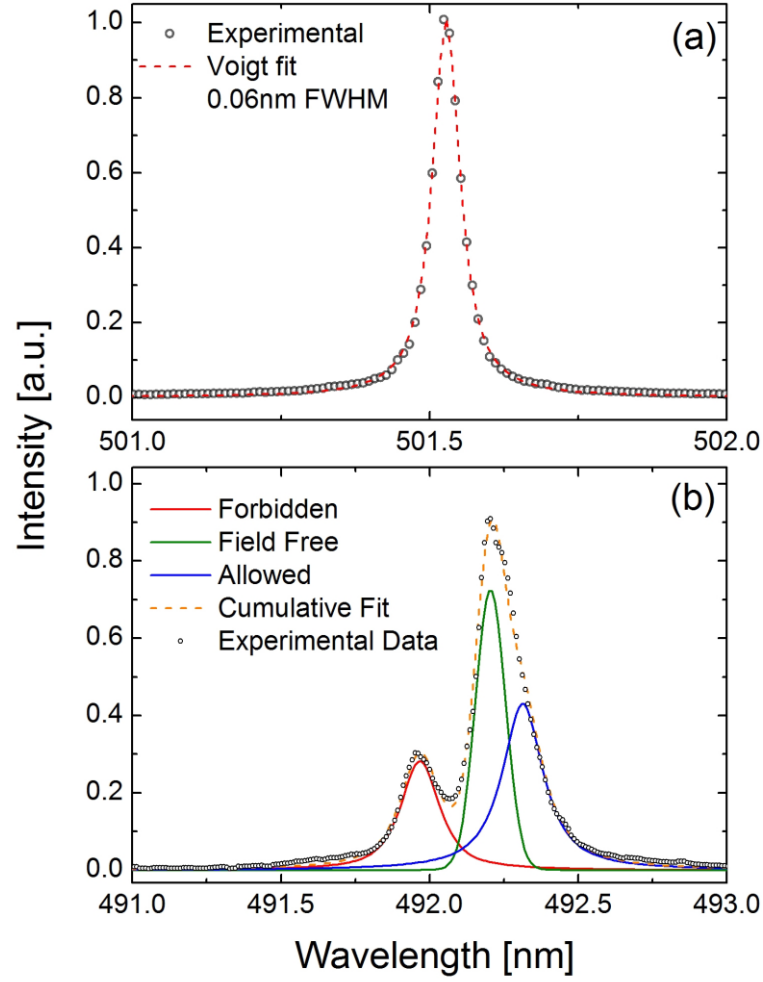 Intensity [a.u.]
(a)
Experimental
Voigt fit
0.06nm FWHM
1.0
0.8
0.6
0.4
0.2
0.0
501.0 501.5 502.0
(b)
Forbidden
Field Free
Allowed
Cumulative Fit
Experimental Data
1.0
0.8
0.6
0.4
0.2
0.0
491.0 491.5 492.0 492.5 493.0
Wavelength [nm]